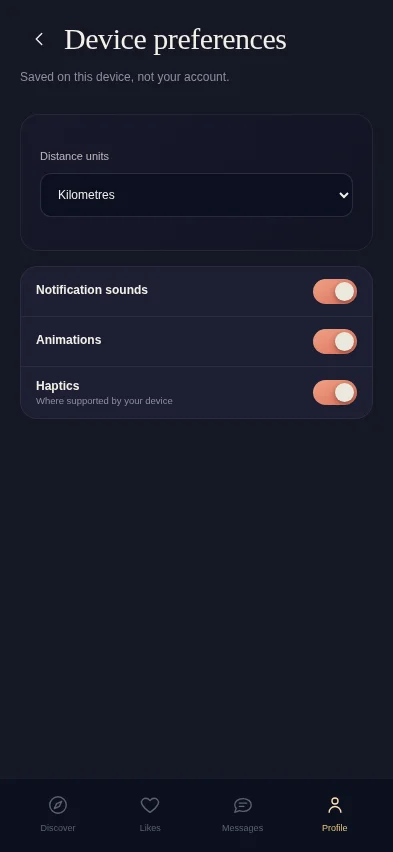 Device preferences
Saved on this device, not your account.
Distance units
Kilometres
Notification sounds
Animations
Haptics
Where supported by your device
Discover
Likes
Messages
Profile